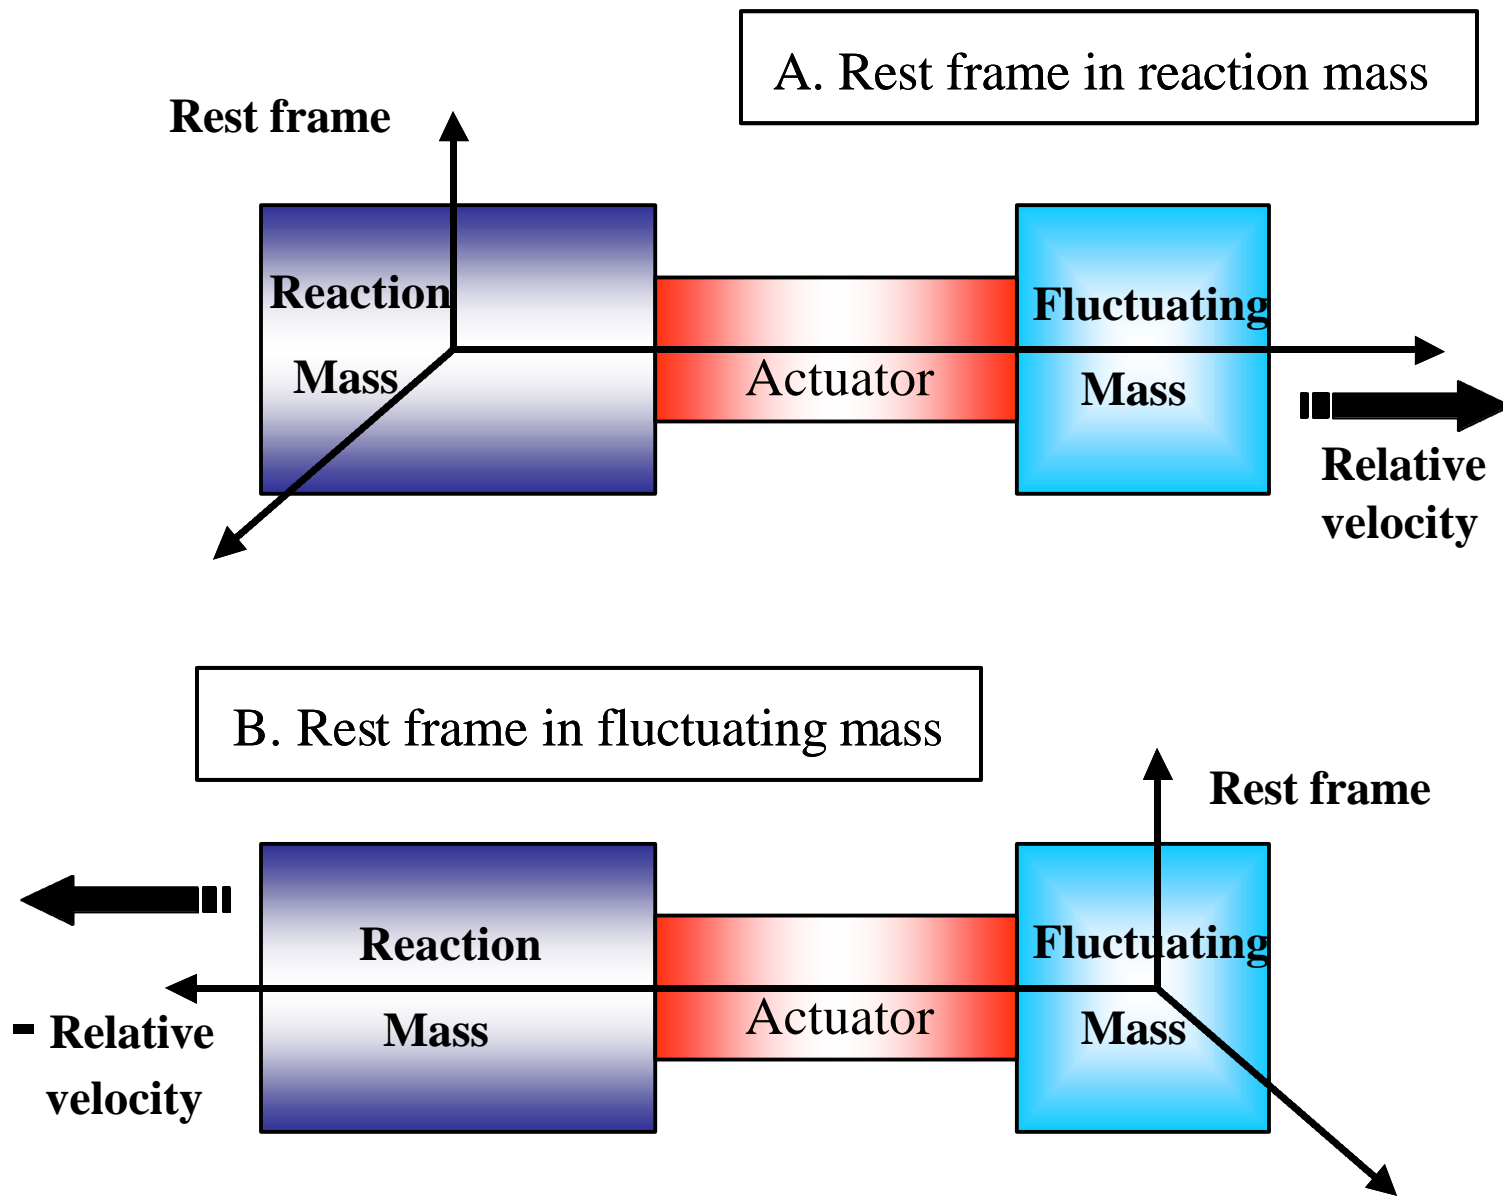 A. Rest frame in reaction mass
Rest frame
Reaction
Mass
Actuator
Fluctuating
Mass
Relative
velocity
B. Rest frame in fluctuating mass
Rest frame
Reaction
Mass
Actuator
Fluctuating
Mass
- Relative
velocity